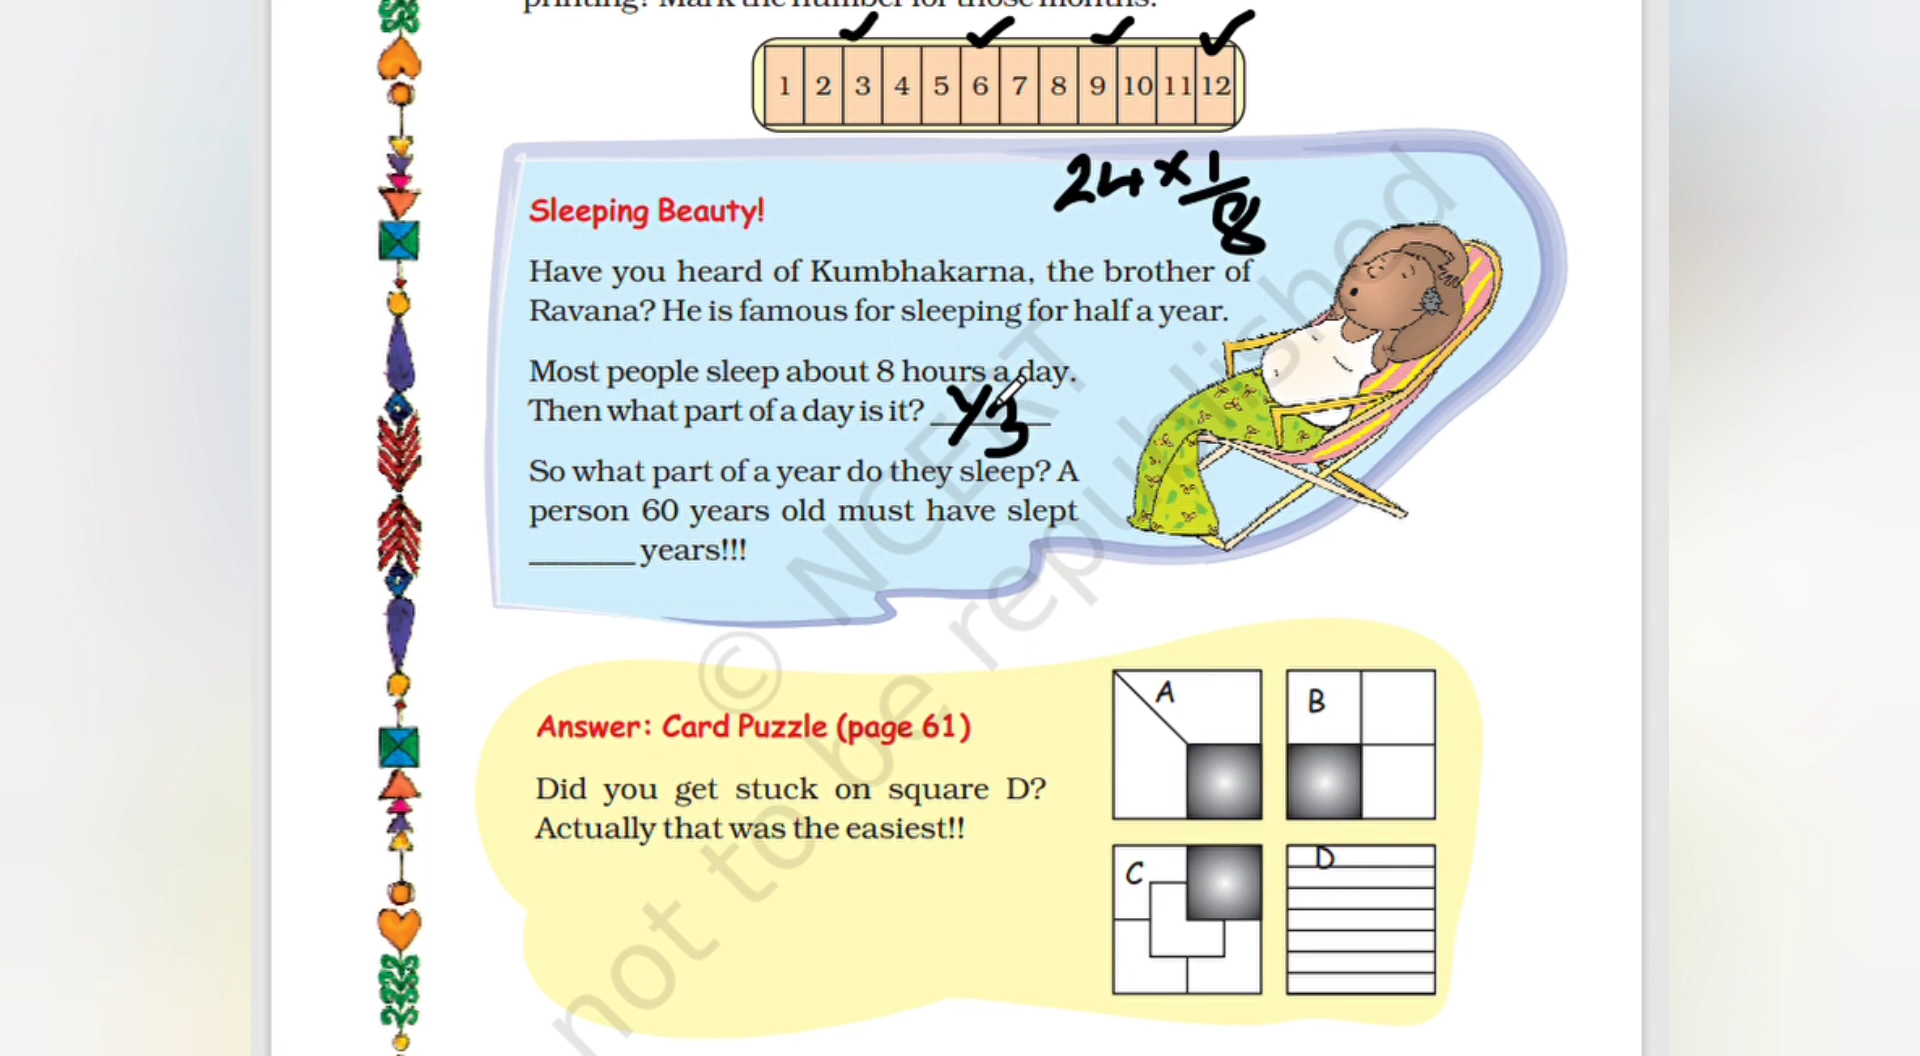 1 2 3 4 5 6 7 8 9 10 11 12
24 × 1/8
Sleeping Beauty!
Have you heard of Kumbhakarna, the brother of
Ravana? He is famous for sleeping for half a year.
Most people sleep about 8 hours a day.
Then what part of a day is it? 1/3
So what part of a year do they sleep? A
person 60 years old must have slept
______ years!!!
© NCERT
not to be republished
Answer: Card Puzzle (page 61)
Did you get stuck on square D?
Actually that was the easiest!!
A
B
C
D